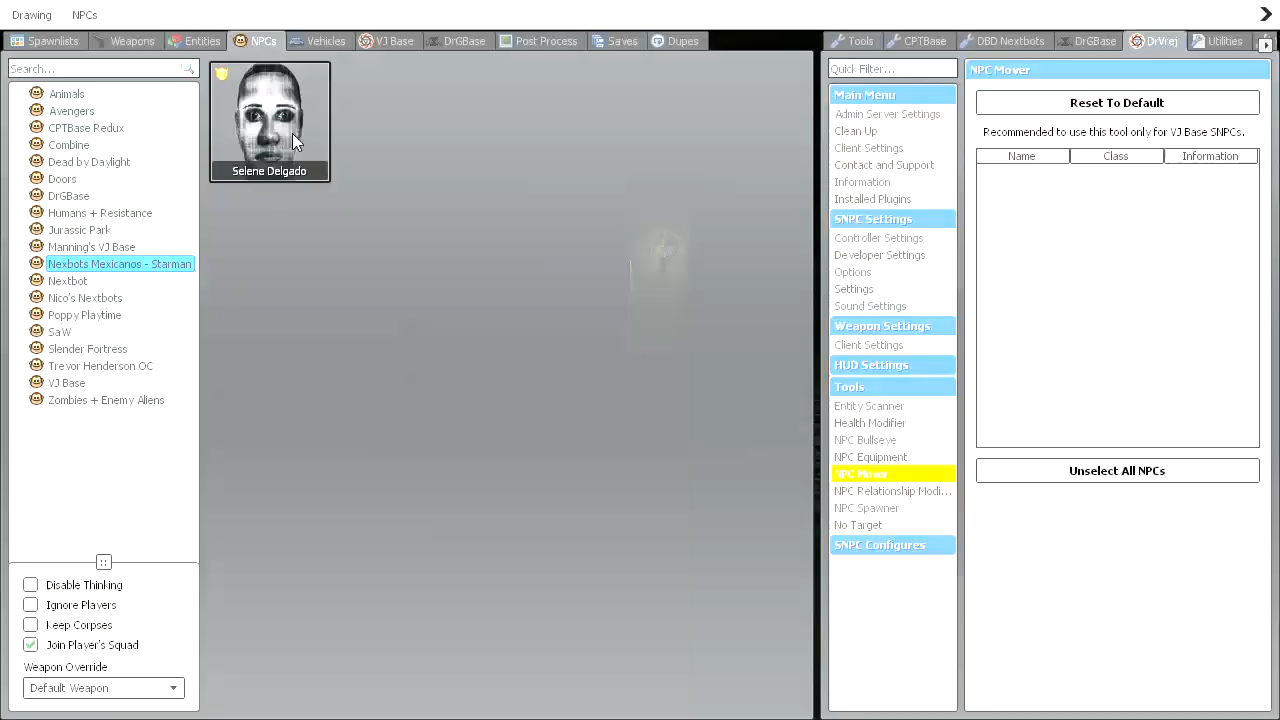 Drawing NPCs
Spawnlists Weapons Entities NPCs Vehicles VJ Base DrGBase Post Process Saves Dupes
Tools CPTBase DBD Nextbots DrGBase DrVrej Utilities
Search...
Animals
Avengers
CPTBase Redux
Combine
Dead by Daylight
Doors
DrGBase
Humans + Resistance
Jurassic Park
Manning's VJ Base
Nexbots Mexicanos - Starman
Nextbot
Nico's Nextbots
Poppy Playtime
SaW
Slender Fortress
Trevor Henderson OC
VJ Base
Zombies + Enemy Aliens
Disable Thinking
Ignore Players
Keep Corpses
Join Player's Squad
Weapon Override
Default Weapon
Selene Delgado
Quick Filter...
Main Menu
Admin Server Settings
Clean Up
Client Settings
Contact and Support
Information
Installed Plugins
SNPC Settings
Controller Settings
Developer Settings
Options
Settings
Sound Settings
Weapon Settings
Client Settings
HUD Settings
Tools
Entity Scanner
Health Modifier
NPC Bullseye
NPC Equipment
NPC Mover
NPC Relationship Modi...
NPC Spawner
No Target
SNPC Configures
NPC Mover
Reset To Default
Recommended to use this tool only for VJ Base SNPCs.
Name Class Information
Unselect All NPCs